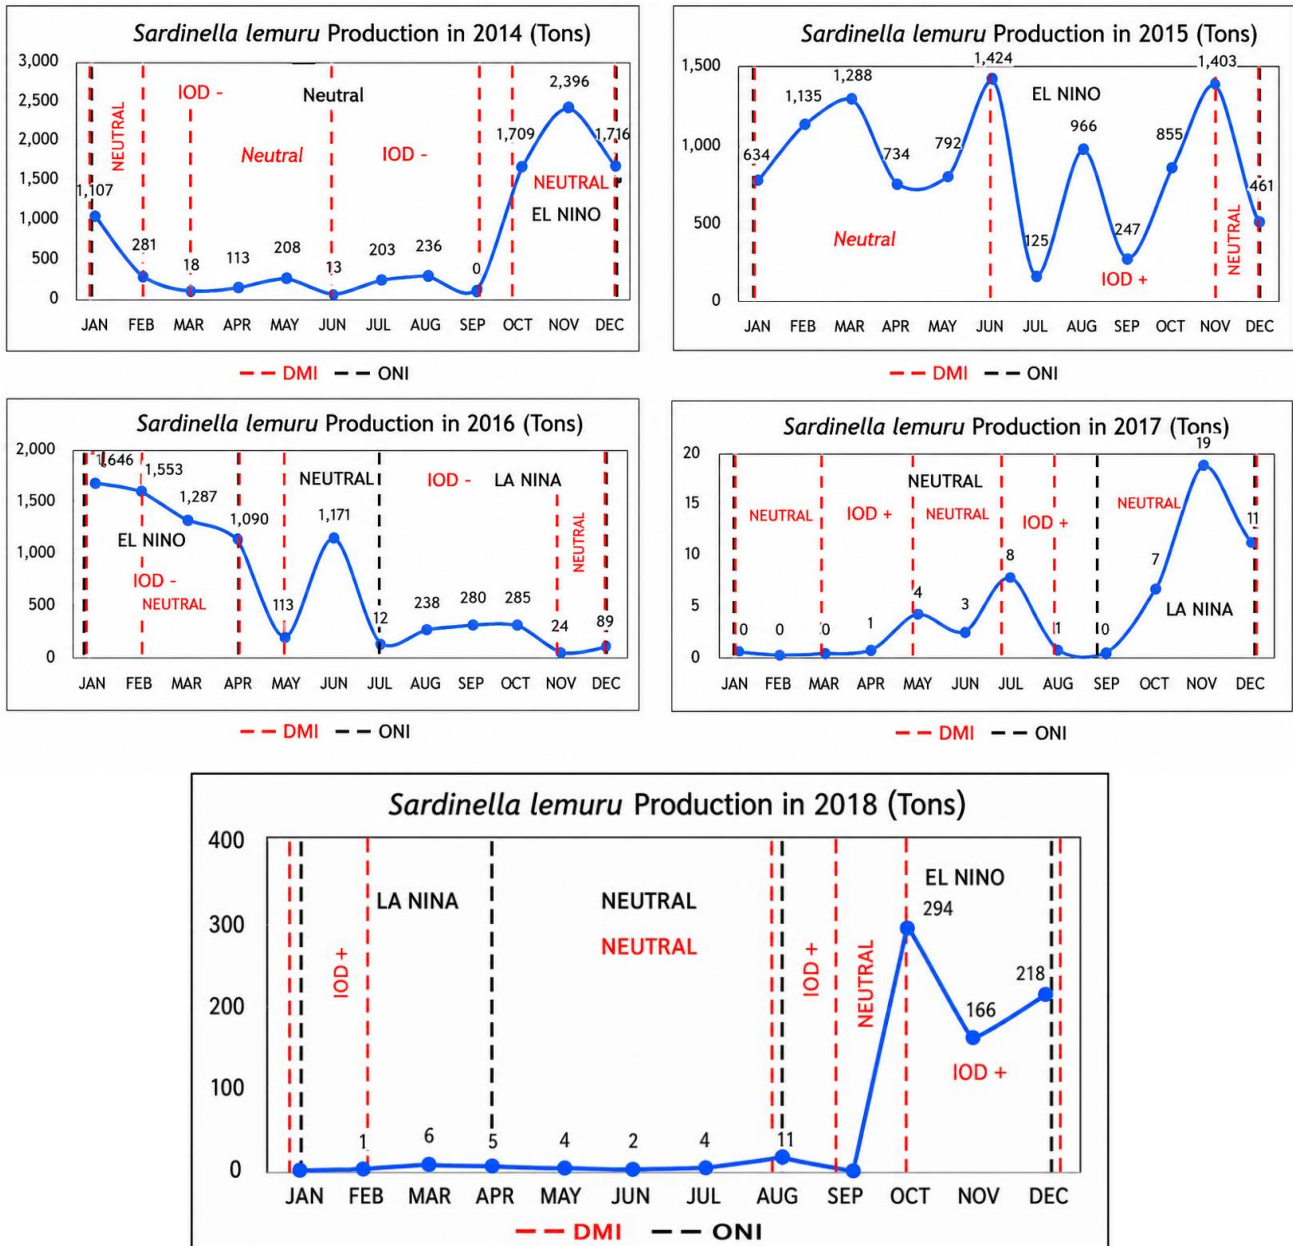 Sardinella lemuru Production in 2014 (Tons)
3,000
2,500
2,000
1,500
1,000
500
0
NEUTRAL
IOD -
Neutral
Neutral
IOD -
NEUTRAL
EL NINO
1,107
281
18
113
208
13
203
236
0
1,709
2,396
1,716
JAN FEB MAR APR MAY JUN JUL AUG SEP OCT NOV DEC
DMI ONI
Sardinella lemuru Production in 2015 (Tons)
1,500
1,000
500
0
634
1,135
1,288
734
792
1,424
125
966
247
855
1,403
461
EL NINO
Neutral
IOD +
NEUTRAL
JAN FEB MAR APR MAY JUN JUL AUG SEP OCT NOV DEC
DMI ONI
Sardinella lemuru Production in 2016 (Tons)
2,000
1,500
1,000
500
0
1,646
1,553
1,287
1,090
113
1,171
12
238
280
285
24
89
EL NINO
IOD -
NEUTRAL
NEUTRAL
IOD -
LA NINA
NEUTRAL
JAN FEB MAR APR MAY JUN JUL AUG SEP OCT NOV DEC
DMI ONI
Sardinella lemuru Production in 2017 (Tons)
20
15
10
5
0
0
0
0
1
4
3
8
1
0
7
19
11
NEUTRAL
NEUTRAL
IOD +
NEUTRAL
IOD +
NEUTRAL
LA NINA
JAN FEB MAR APR MAY JUN JUL AUG SEP OCT NOV DEC
DMI ONI
Sardinella lemuru Production in 2018 (Tons)
400
300
200
100
0
IOD +
LA NINA
NEUTRAL
NEUTRAL
IOD +
NEUTRAL
EL NINO
IOD +
1
6
5
4
2
4
11
294
166
218
JAN FEB MAR APR MAY JUN JUL AUG SEP OCT NOV DEC
DMI ONI